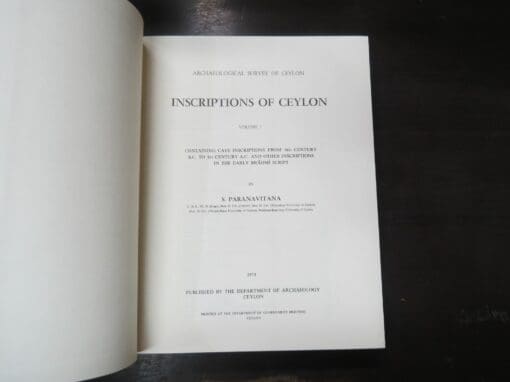 ARCHAEOLOGICAL SURVEY OF CEYLON
INSCRIPTIONS OF CEYLON
VOLUME I
CONTAINING CAVE INSCRIPTIONS FROM 3RD CENTURY
B.C. TO 1ST CENTURY A.C. AND OTHER INSCRIPTIONS
IN THE EARLY BRĀHMĪ SCRIPT
BY
S. PARANAVITANA
1970
PUBLISHED BY THE DEPARTMENT OF ARCHAEOLOGY
CEYLON
PRINTED AT THE DEPARTMENT OF GOVERNMENT PRINTING
CEYLON